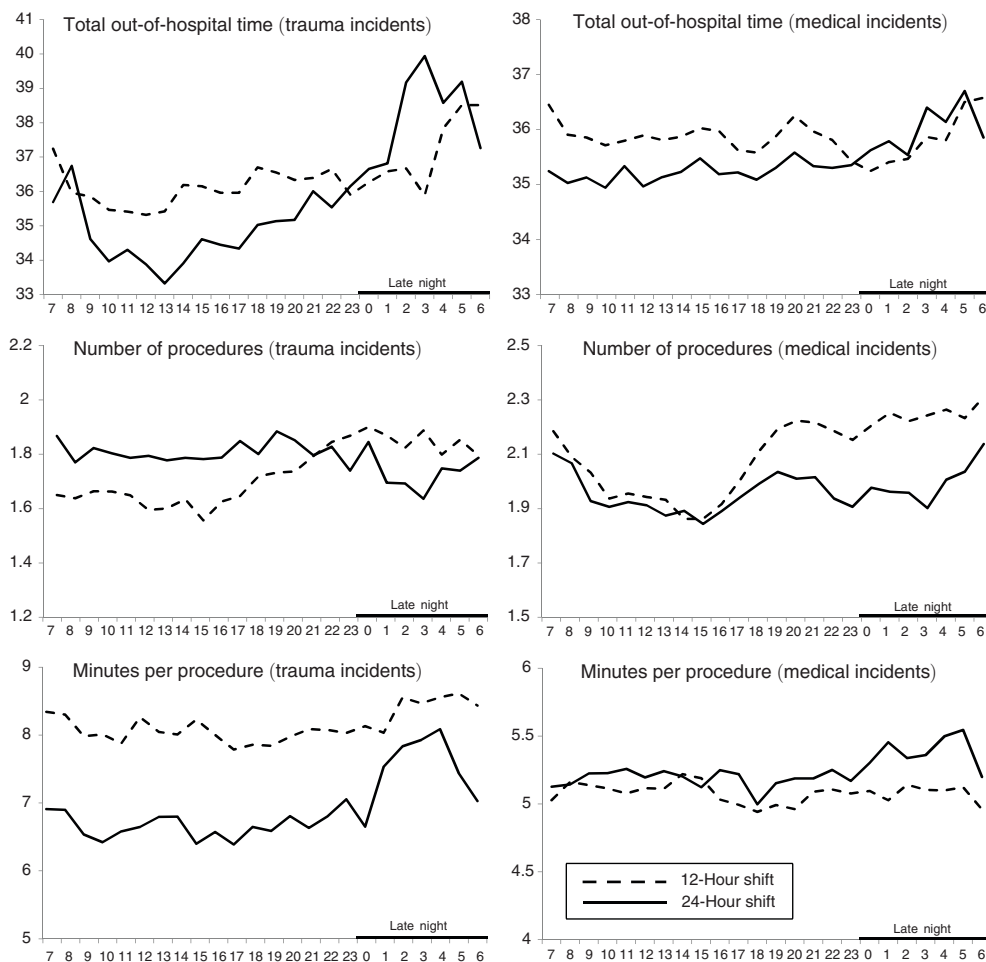 Total out-of-hospital time (trauma incidents)
41
40
39
38
37
36
35
34
33
7 8 9 10 11 12 13 14 15 16 17 18 19 20 21 22 23 0 1 2 3 4 5 6
Late night
Total out-of-hospital time (medical incidents)
38
37
36
35
34
33
7 8 9 10 11 12 13 14 15 16 17 18 19 20 21 22 23 0 1 2 3 4 5 6
Late night
Number of procedures (trauma incidents)
2.2
2
1.8
1.6
1.4
1.2
7 8 9 10 11 12 13 14 15 16 17 18 19 20 21 22 23 0 1 2 3 4 5 6
Late night
Number of procedures (medical incidents)
2.5
2.3
2.1
1.9
1.7
1.5
7 8 9 10 11 12 13 14 15 16 17 18 19 20 21 22 23 0 1 2 3 4 5 6
Late night
Minutes per procedure (trauma incidents)
9
8
7
6
5
7 8 9 10 11 12 13 14 15 16 17 18 19 20 21 22 23 0 1 2 3 4 5 6
Late night
Minutes per procedure (medical incidents)
6
5.5
5
4.5
4
12-Hour shift
24-Hour shift
7 8 9 10 11 12 13 14 15 16 17 18 19 20 21 22 23 0 1 2 3 4 5 6
Late night